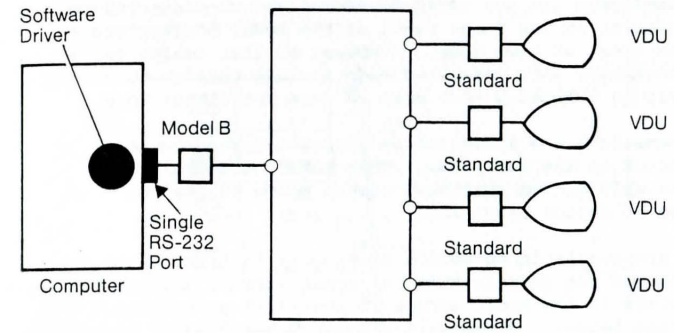 Software
Driver
Model B
Single
RS-232
Port
Computer
VDU
Standard
VDU
Standard
VDU
Standard
VDU
Standard